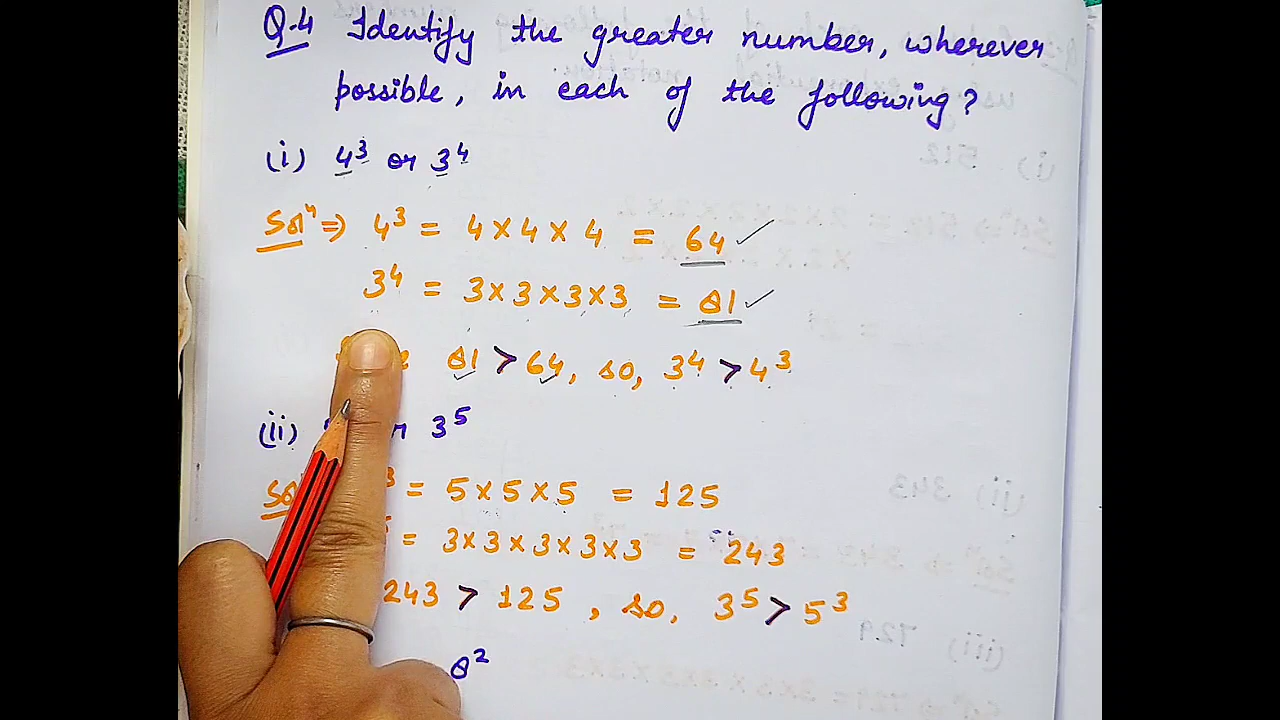 Q.4 Identify the greater number, wherever
possible, in each of the following?
(i) 4³ or 3⁴
Solⁿ ⇒ 4³ = 4 × 4 × 4 = 64 ✓
3⁴ = 3 × 3 × 3 × 3 = 81 ✓
81 > 64, so, 3⁴ > 4³
(ii) 3⁵
= 5 × 5 × 5 = 125
= 3 × 3 × 3 × 3 × 3 = 243
243 > 125, so, 3⁵ > 5³
8²